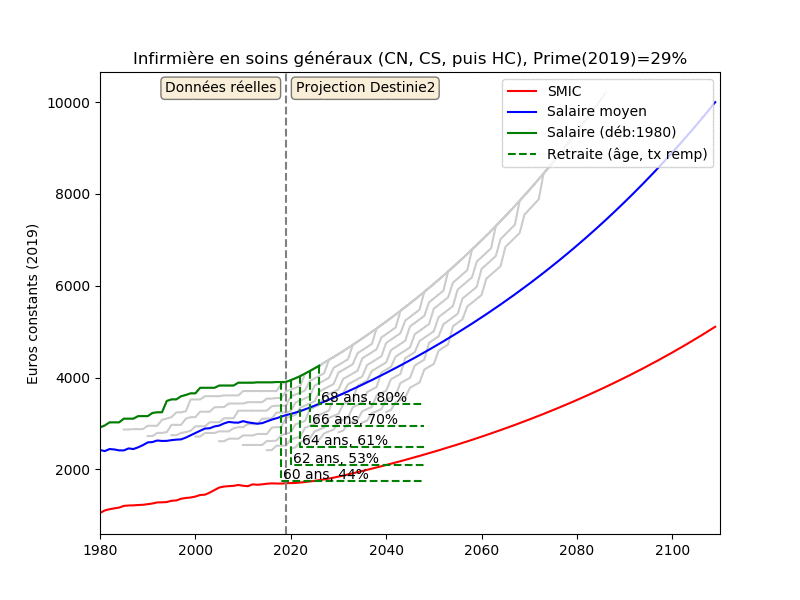 Infirmière en soins généraux (CN, CS, puis HC), Prime(2019)=29%
Données réelles
Projection Destinie2
SMIC
Salaire moyen
Salaire (déb:1980)
Retraite (âge, tx remp)
Euros constants (2019)
10000
8000
6000
4000
2000
68 ans, 80%
66 ans, 70%
64 ans, 61%
62 ans, 53%
60 ans, 44%
1980
2000
2020
2040
2060
2080
2100